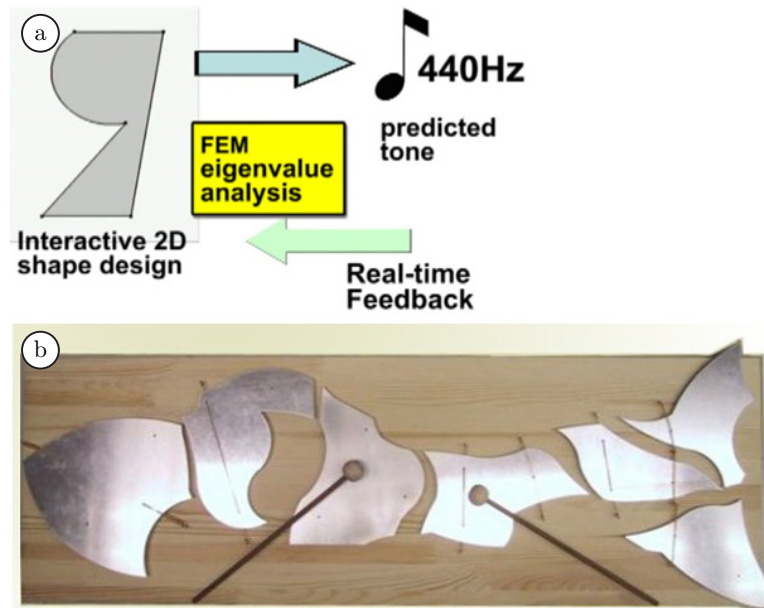 a
440Hz
predicted
tone
FEM
eigenvalue
analysis
Interactive 2D
shape design
Real-time
Feedback
b